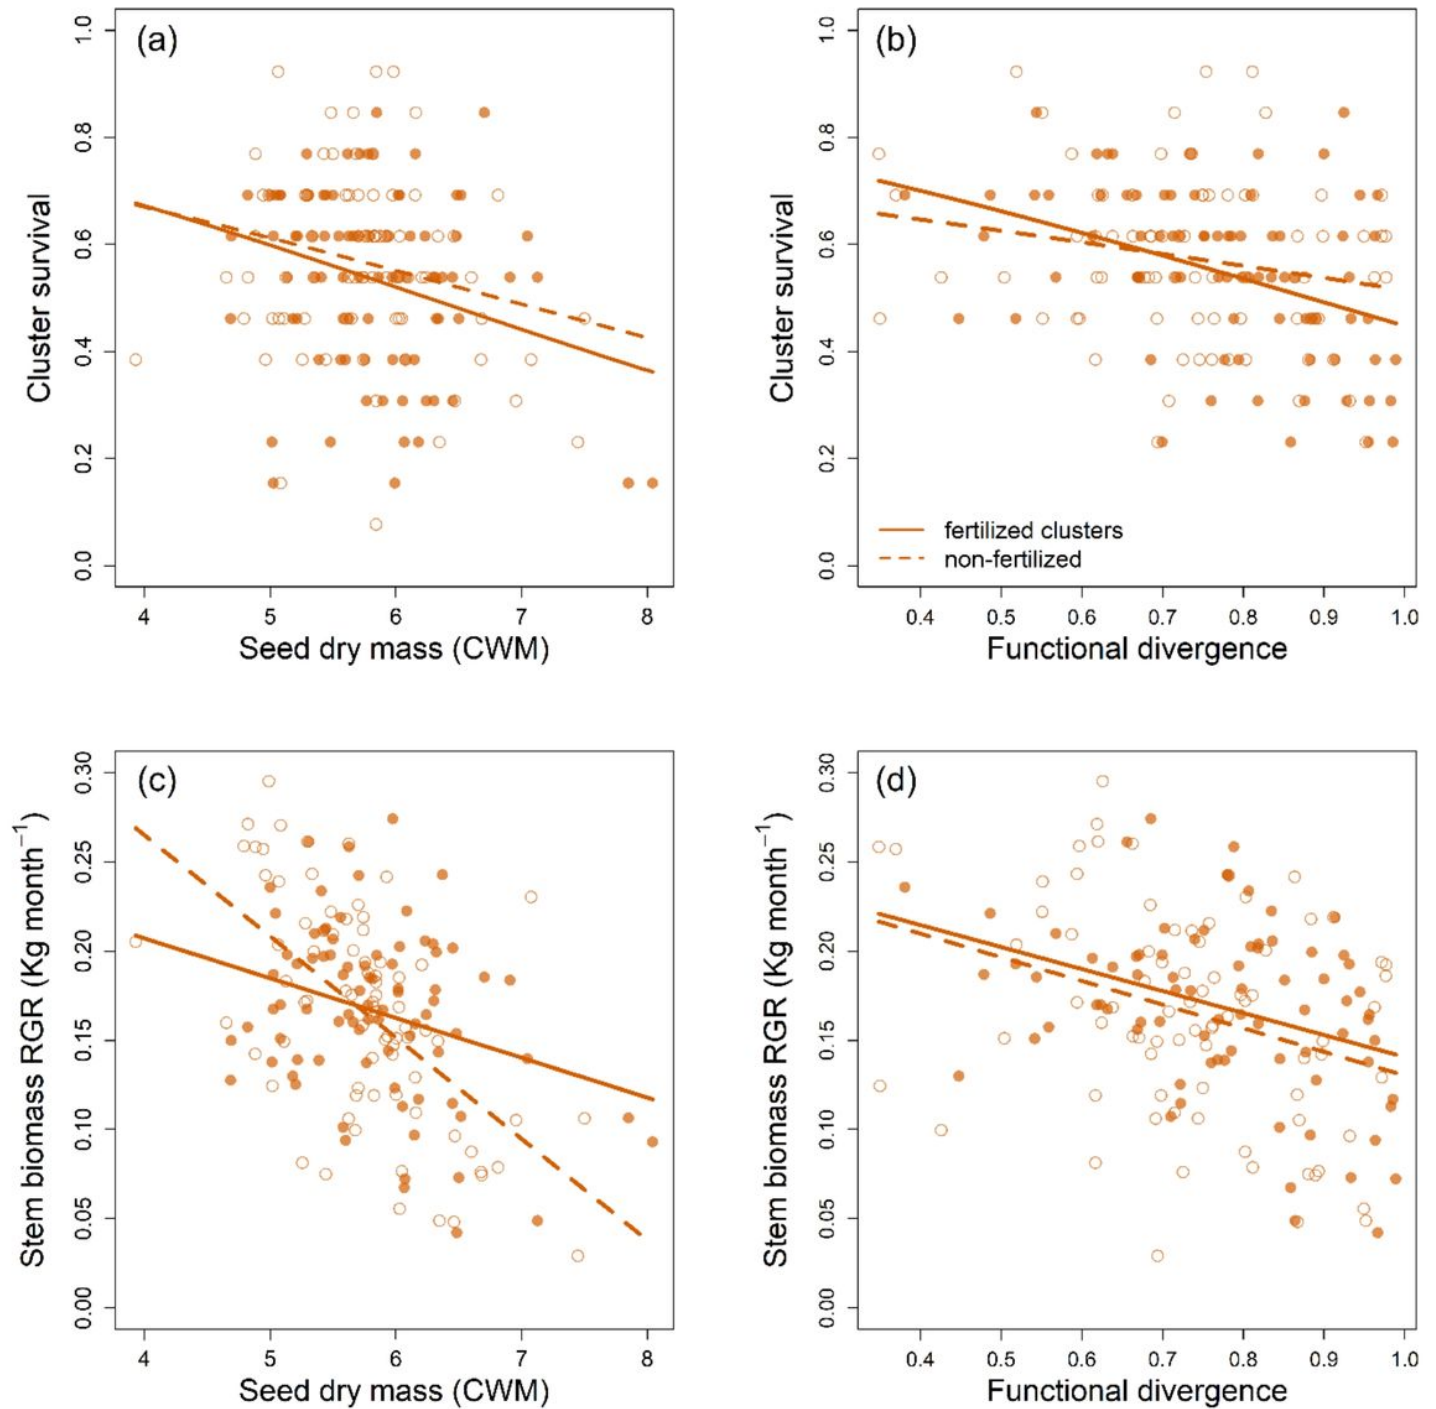 (a)
Cluster survival
1.0
0.8
0.6
0.4
0.2
0.0
4 5 6 7 8
Seed dry mass (CWM)
(b)
Cluster survival
1.0
0.8
0.6
0.4
0.2
0.0
fertilized clusters
non-fertilized
0.4 0.5 0.6 0.7 0.8 0.9 1.0
Functional divergence
(c)
Stem biomass RGR (Kg month⁻¹)
0.30
0.25
0.20
0.15
0.10
0.05
0.00
4 5 6 7 8
Seed dry mass (CWM)
(d)
Stem biomass RGR (Kg month⁻¹)
0.30
0.25
0.20
0.15
0.10
0.05
0.00
0.4 0.5 0.6 0.7 0.8 0.9 1.0
Functional divergence